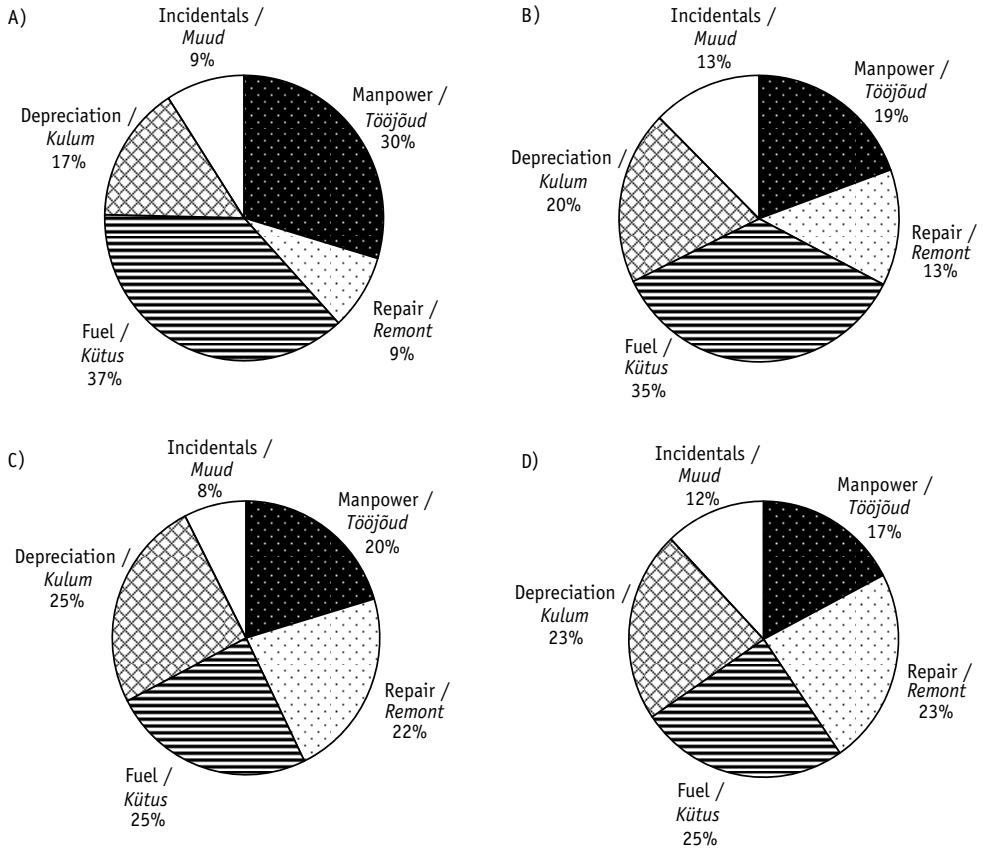 A)
Incidentals /
Muud
9%
Manpower /
Tööjõud
30%
Depreciation /
Kulum
17%
Repair /
Remont
9%
Fuel /
Kütus
37%
B)
Incidentals /
Muud
13%
Manpower /
Tööjõud
19%
Depreciation /
Kulum
20%
Repair /
Remont
13%
Fuel /
Kütus
35%
C)
Incidentals /
Muud
8%
Manpower /
Tööjõud
20%
Depreciation /
Kulum
25%
Repair /
Remont
22%
Fuel /
Kütus
25%
D)
Incidentals /
Muud
12%
Manpower /
Tööjõud
17%
Depreciation /
Kulum
23%
Repair /
Remont
23%
Fuel /
Kütus
25%